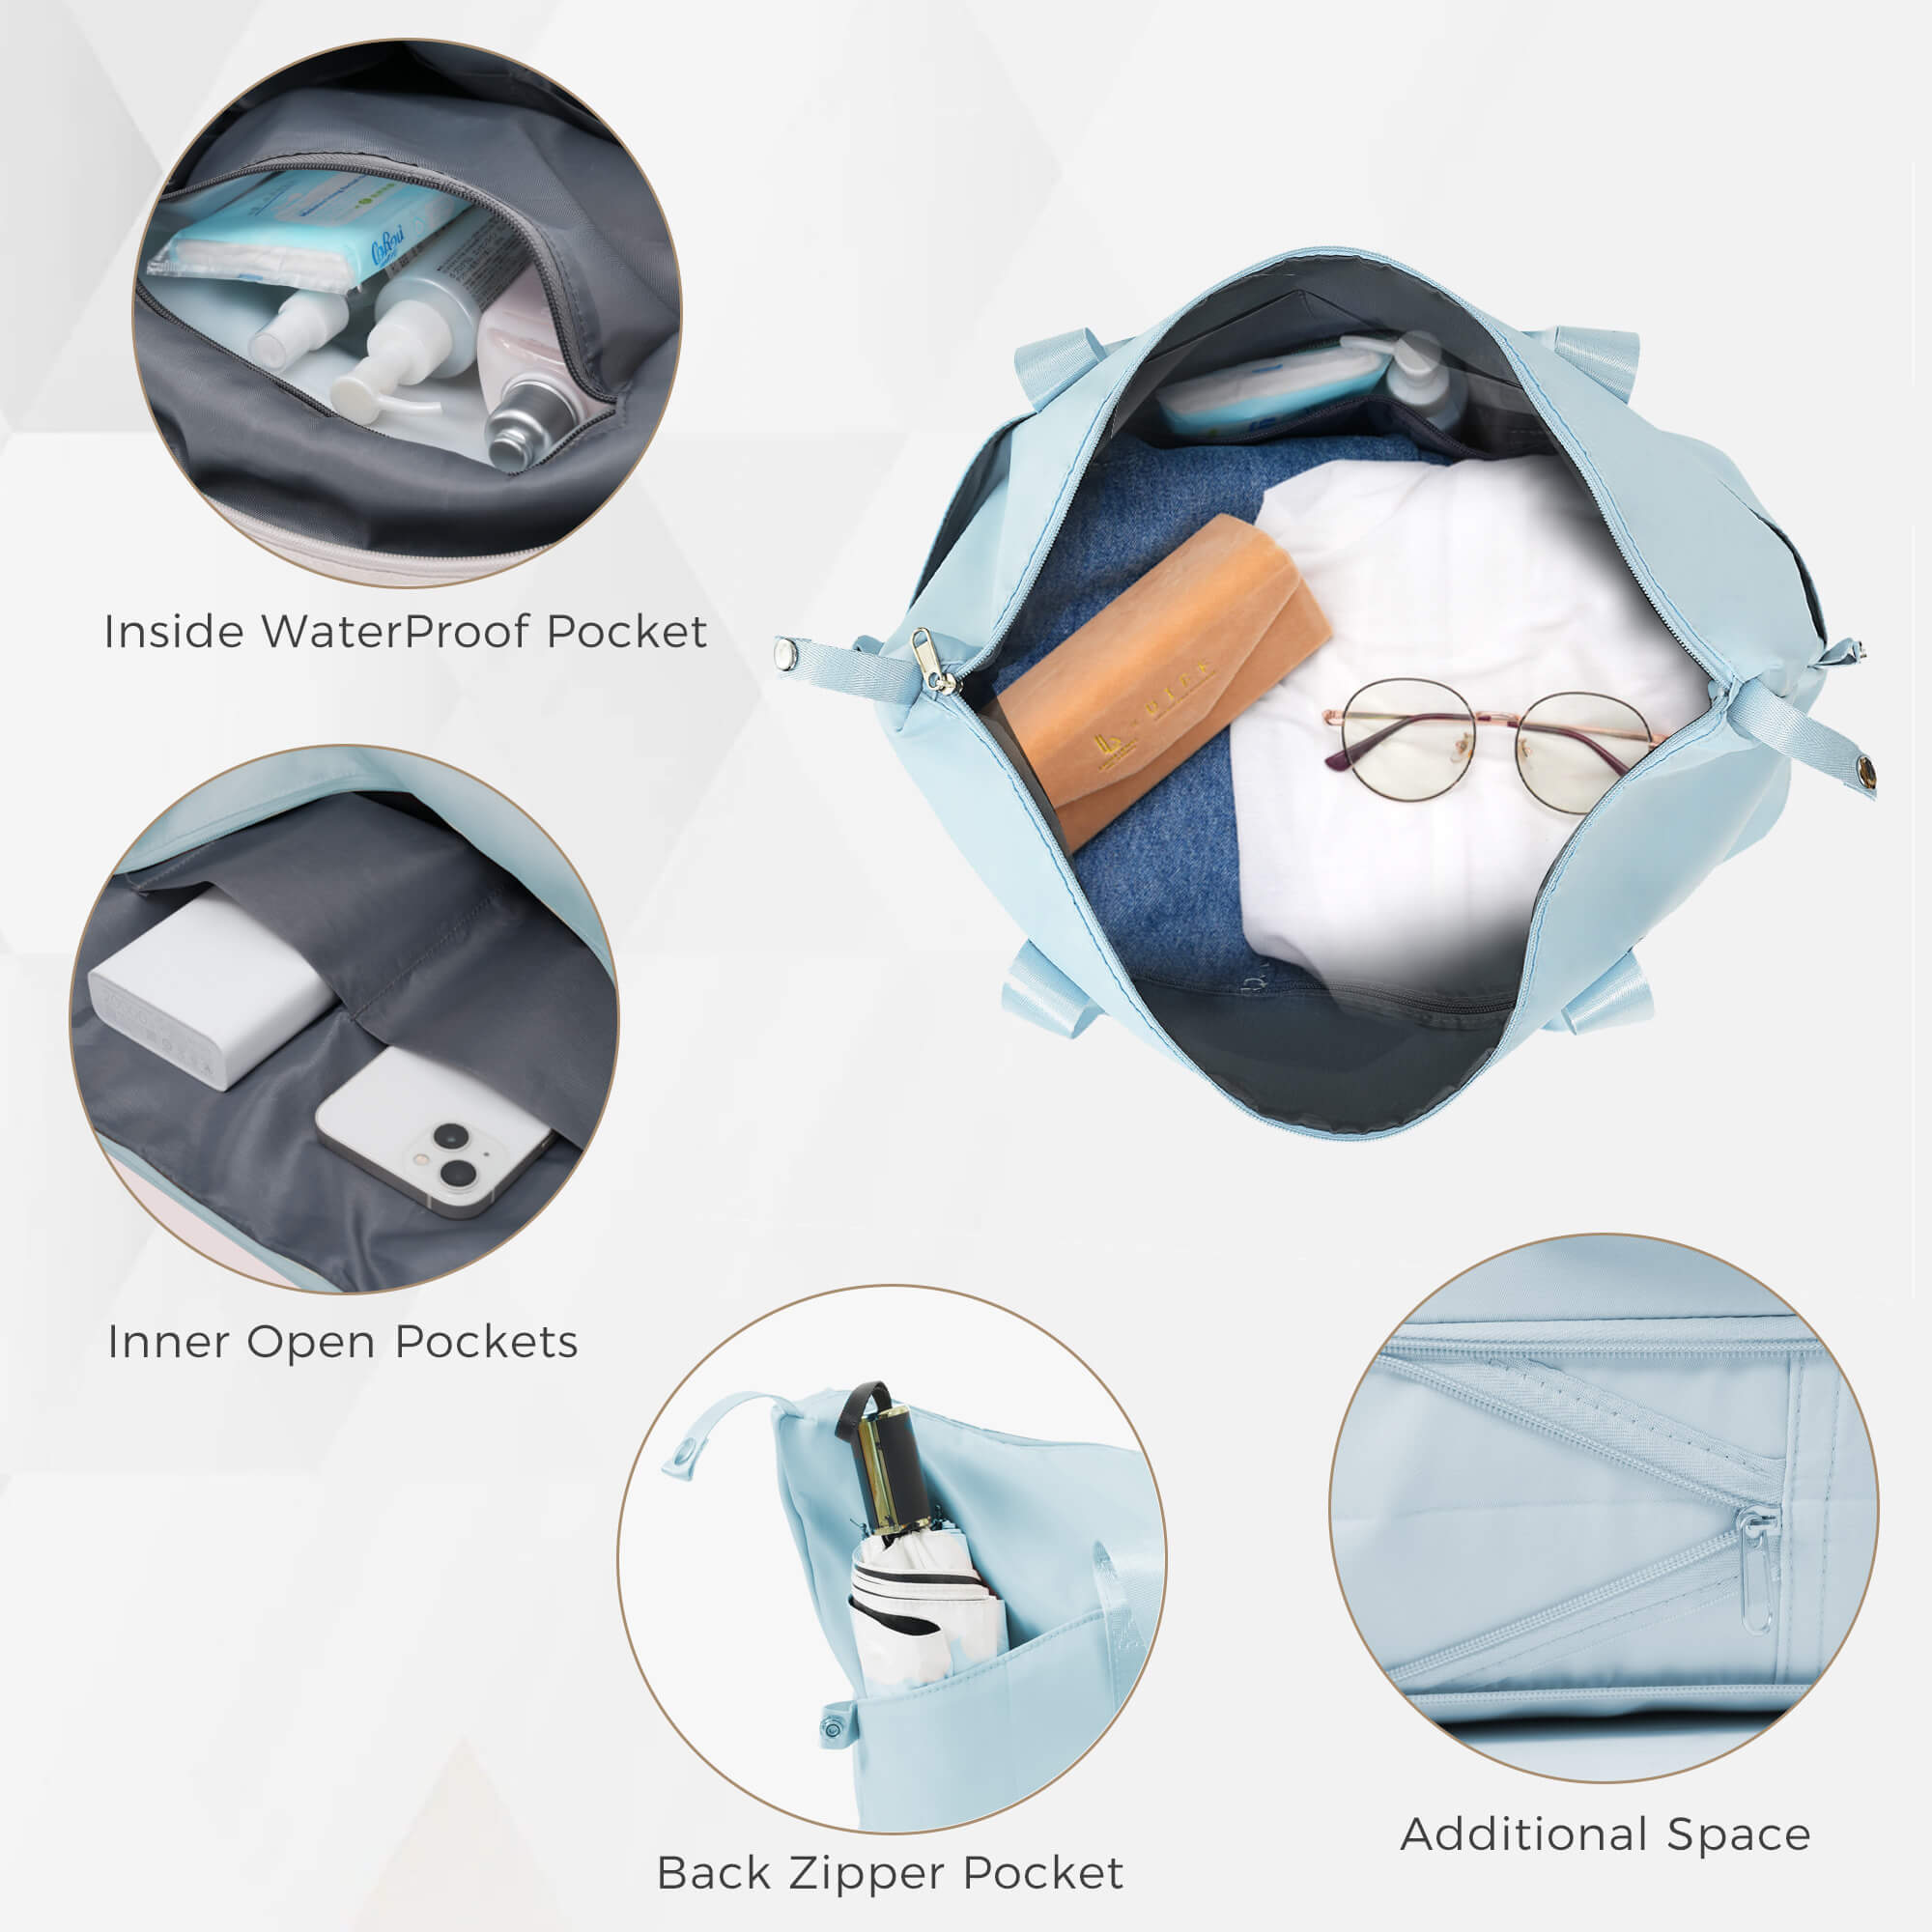 Inside WaterProof Pocket
Inner Open Pockets
Back Zipper Pocket
Additional Space